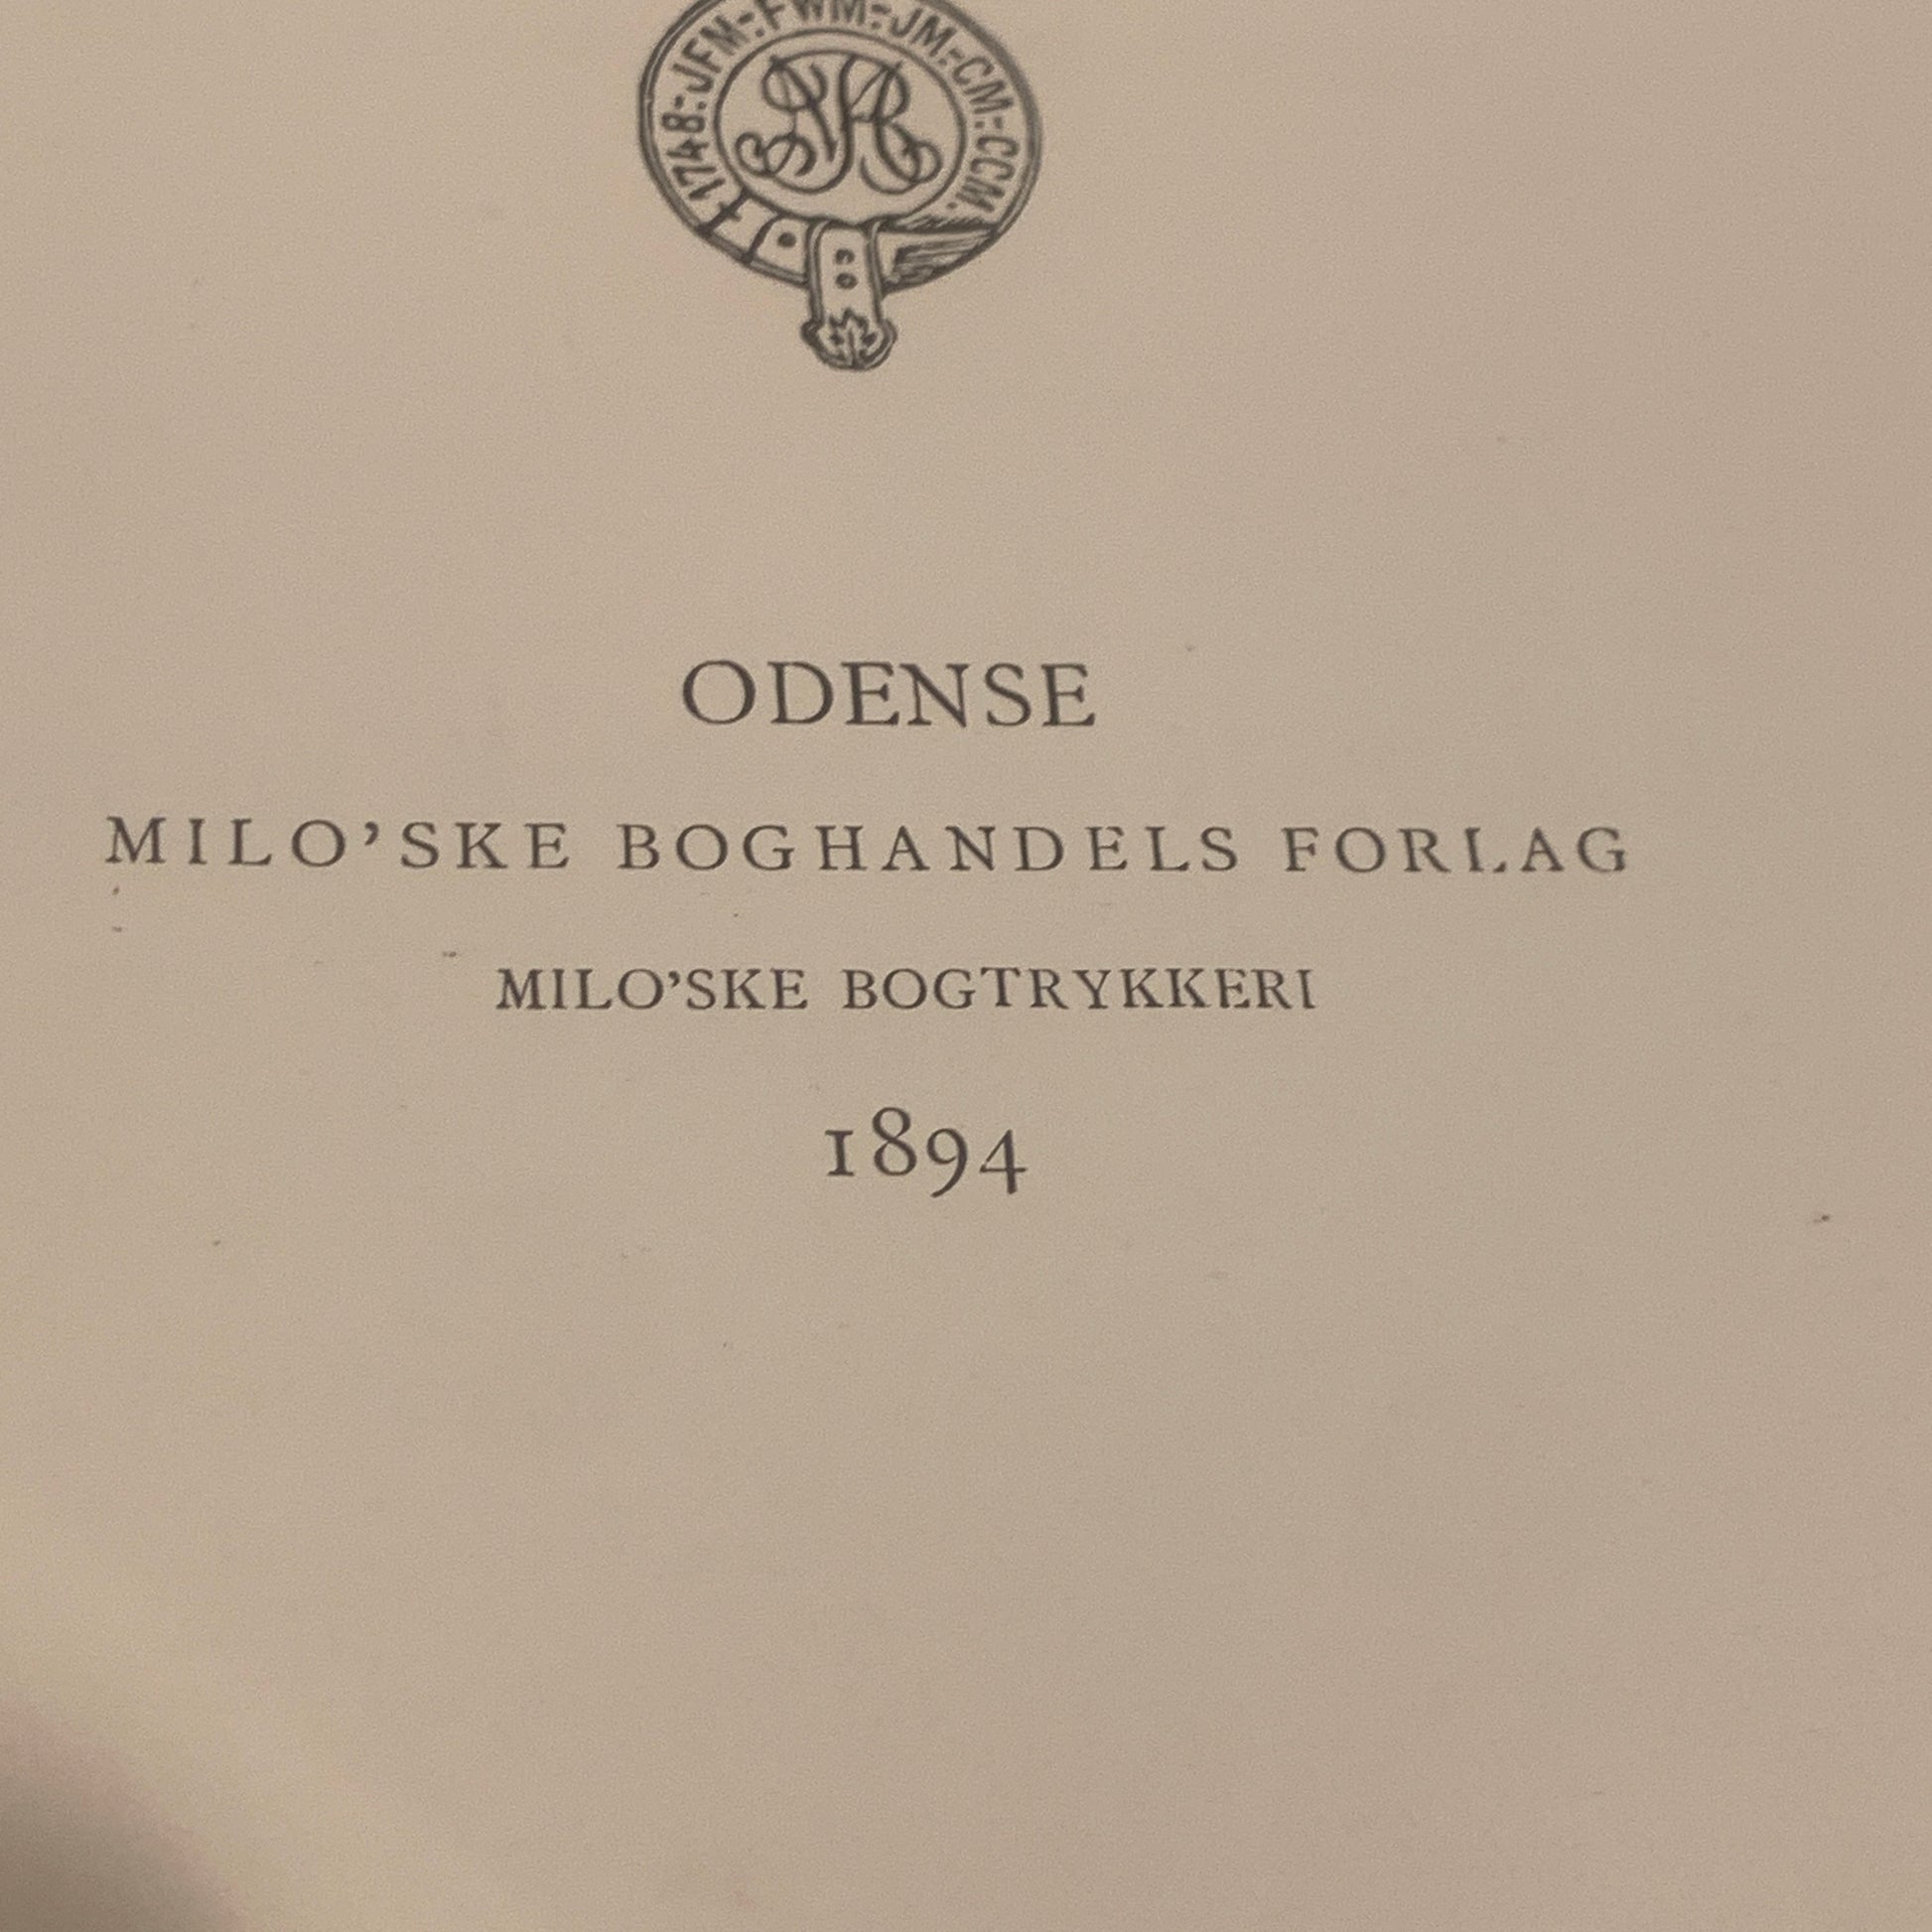 1748:-JFM:-FWM:-JM:-CM:-CCM.
ODENSE
MILO’SKE BOGHANDELS FORLAG
MILO’SKE BOGTRYKKERI
1894